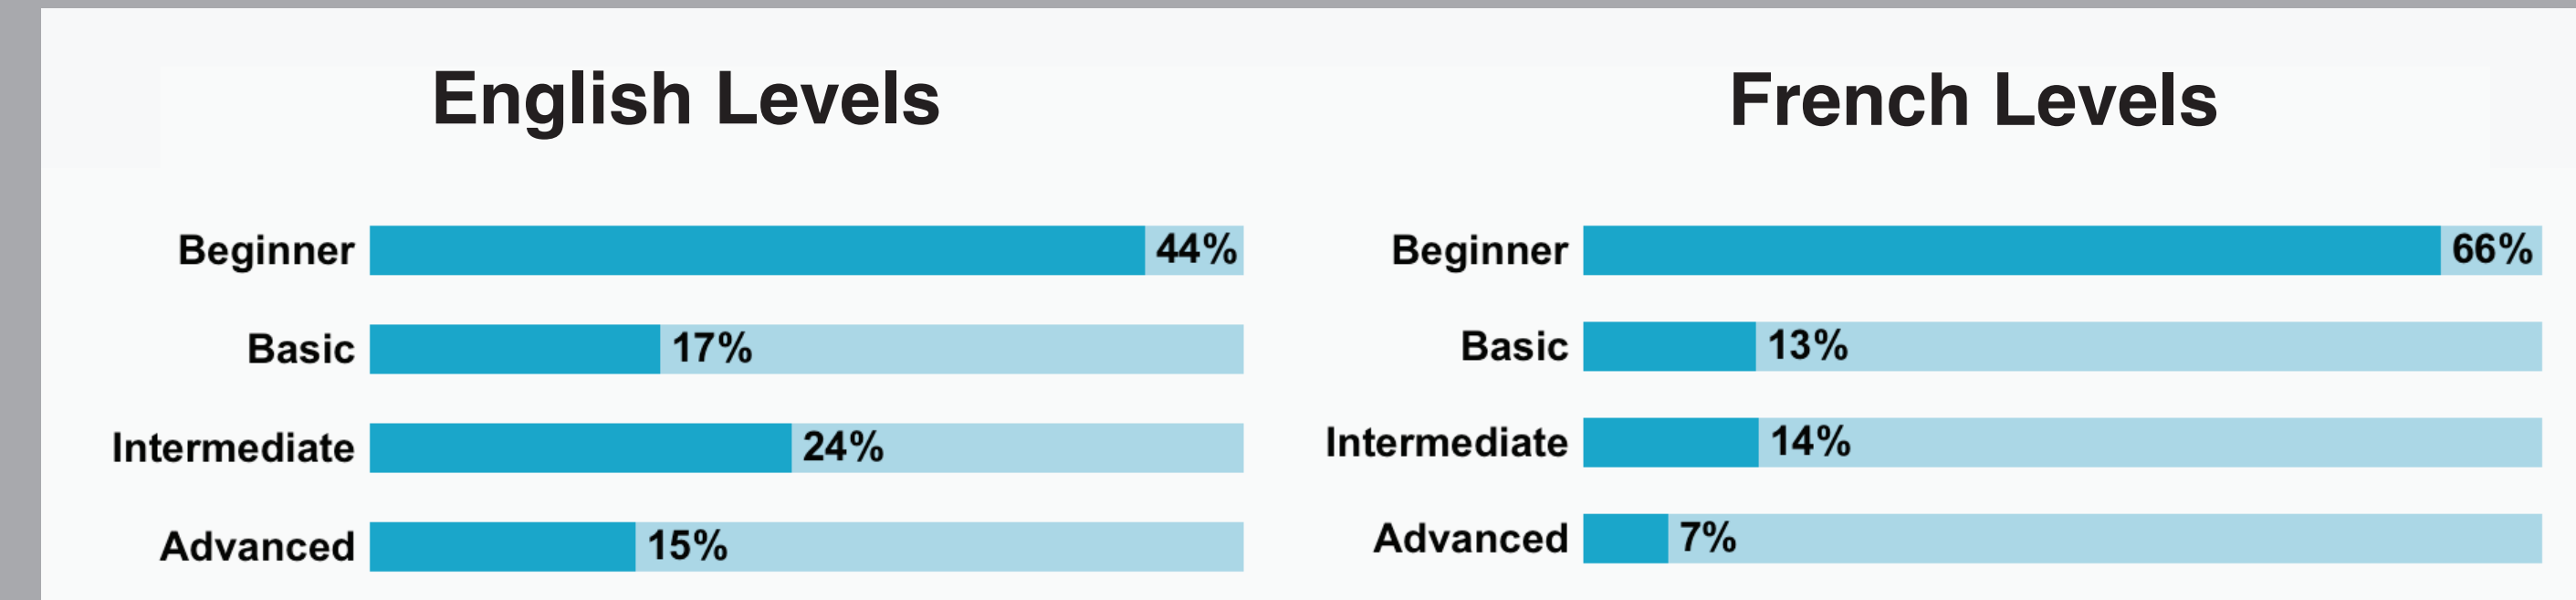 English Levels
Beginner 44%
Basic 17%
Intermediate 24%
Advanced 15%
French Levels
Beginner 66%
Basic 13%
Intermediate 14%
Advanced 7%